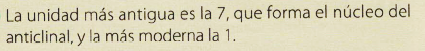 La unidad más antigua es la 7, que forma el núcleo del
anticlinal, y la más moderna la 1.